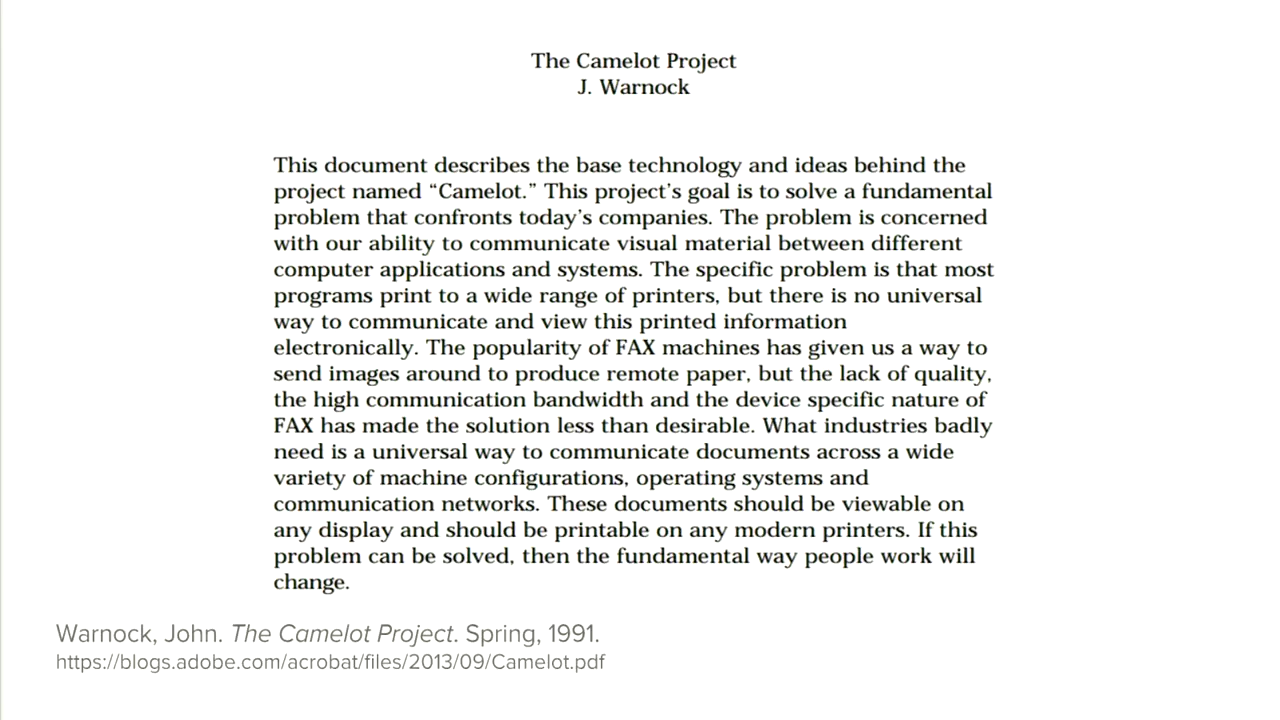 The Camelot Project
J. Warnock
This document describes the base technology and ideas behind the
project named “Camelot.” This project’s goal is to solve a fundamental
problem that confronts today’s companies. The problem is concerned
with our ability to communicate visual material between different
computer applications and systems. The specific problem is that most
programs print to a wide range of printers, but there is no universal
way to communicate and view this printed information
electronically. The popularity of FAX machines has given us a way to
send images around to produce remote paper, but the lack of quality,
the high communication bandwidth and the device specific nature of
FAX has made the solution less than desirable. What industries badly
need is a universal way to communicate documents across a wide
variety of machine configurations, operating systems and
communication networks. These documents should be viewable on
any display and should be printable on any modern printers. If this
problem can be solved, then the fundamental way people work will
change.
Warnock, John. The Camelot Project. Spring, 1991.
https://blogs.adobe.com/acrobat/files/2013/09/Camelot.pdf